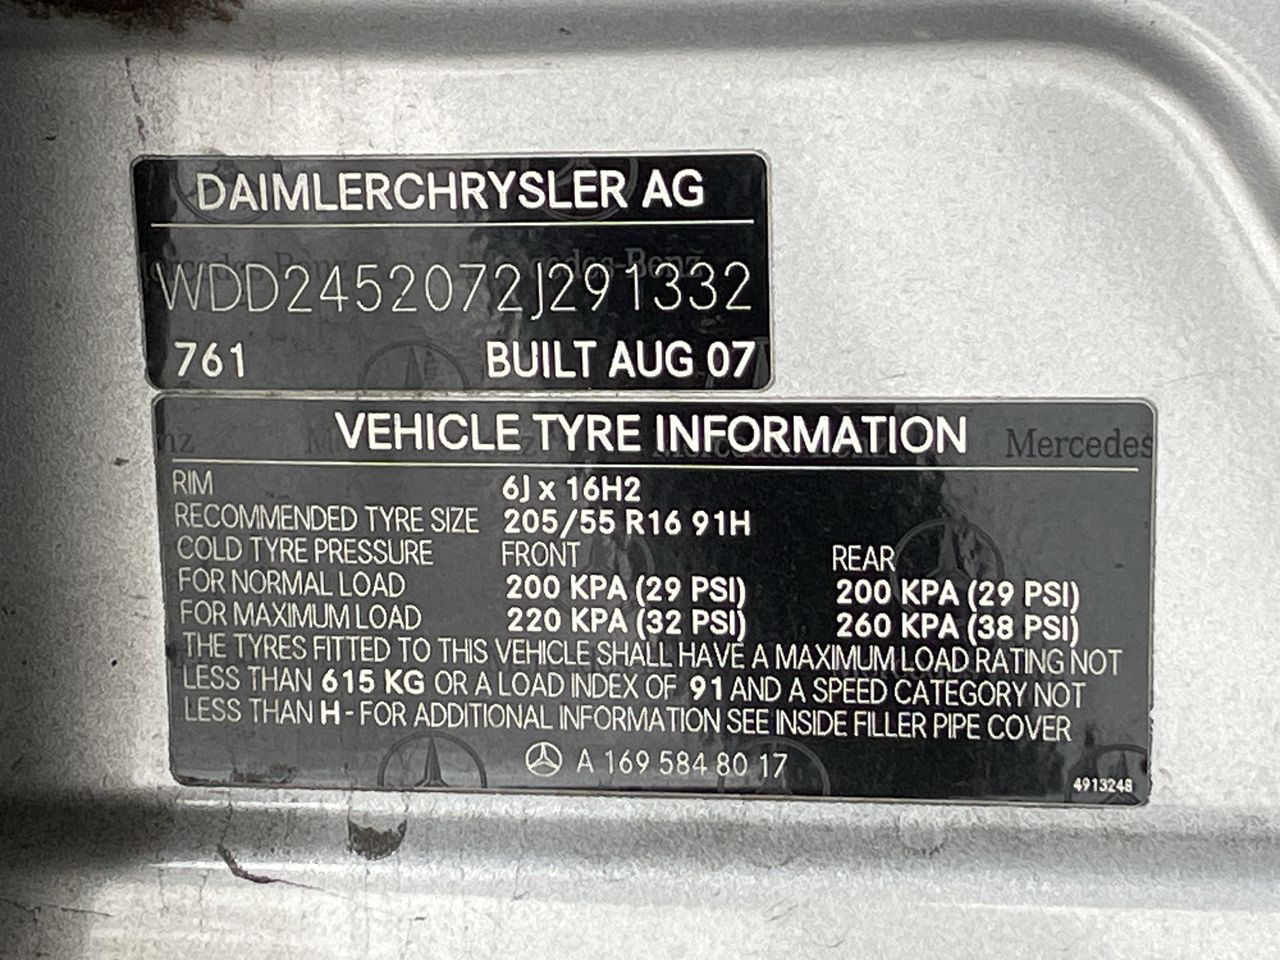 DAIMLERCHRYSLER AG
WDD2452072J291332
761 BUILT AUG 07
VEHICLE TYRE INFORMATION
Mercedes
RIM 6J x 16H2
RECOMMENDED TYRE SIZE 205/55 R16 91H
COLD TYRE PRESSURE FRONT REAR
FOR NORMAL LOAD 200 KPA (29 PSI) 200 KPA (29 PSI)
FOR MAXIMUM LOAD 220 KPA (32 PSI) 260 KPA (38 PSI)
THE TYRES FITTED TO THIS VEHICLE SHALL HAVE A MAXIMUM LOAD RATING NOT
LESS THAN 615 KG OR A LOAD INDEX OF 91 AND A SPEED CATEGORY NOT
LESS THAN H - FOR ADDITIONAL INFORMATION SEE INSIDE FILLER PIPE COVER
A 169 584 80 17
4913248